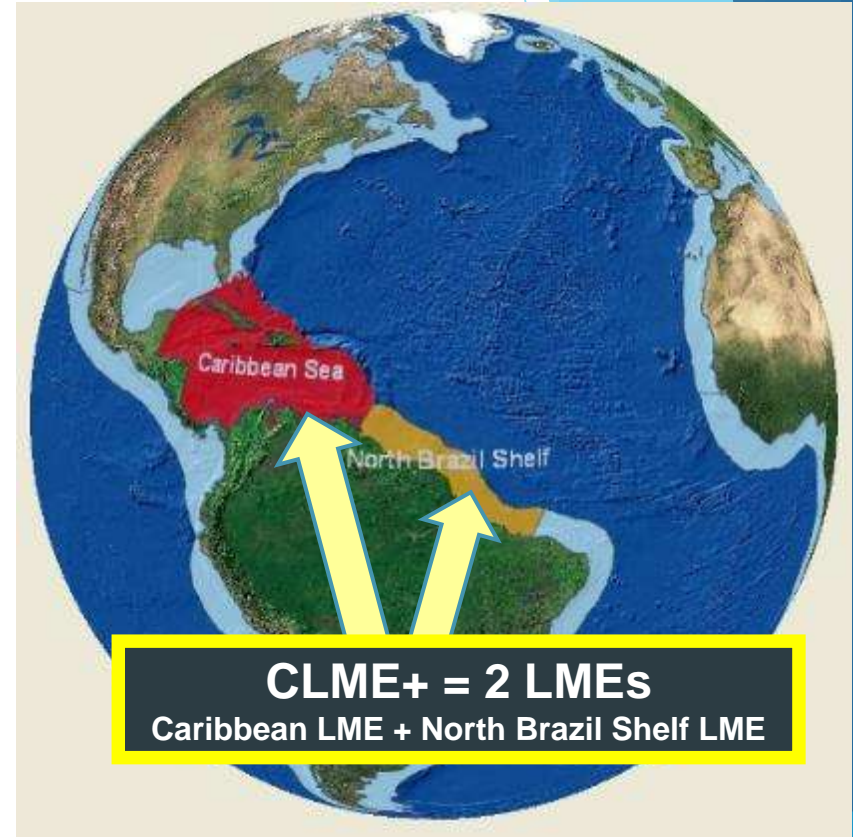 Caribbean Sea
North Brazil Shelf
CLME+ = 2 LMEs
Caribbean LME + North Brazil Shelf LME